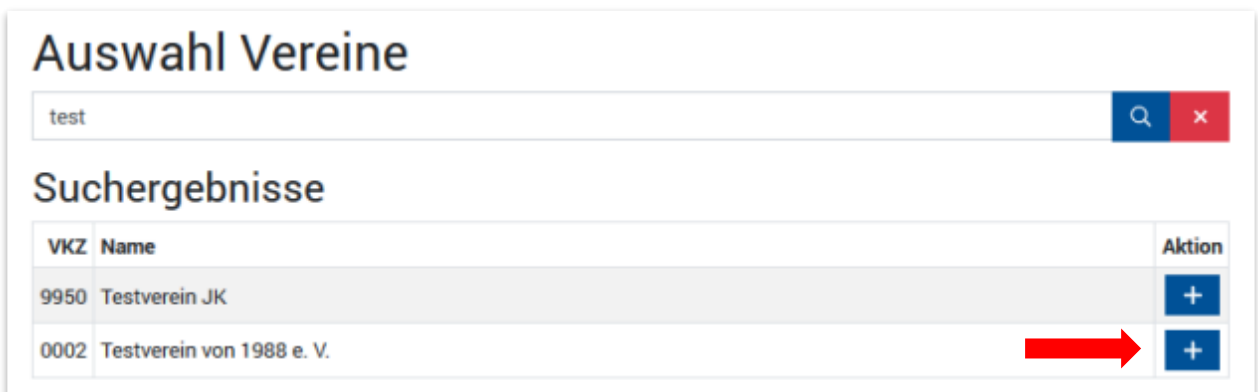 Auswahl Vereine
test
Suchergebnisse
VKZ Name Aktion
9950 Testverein JK
0002 Testverein von 1988 e. V.